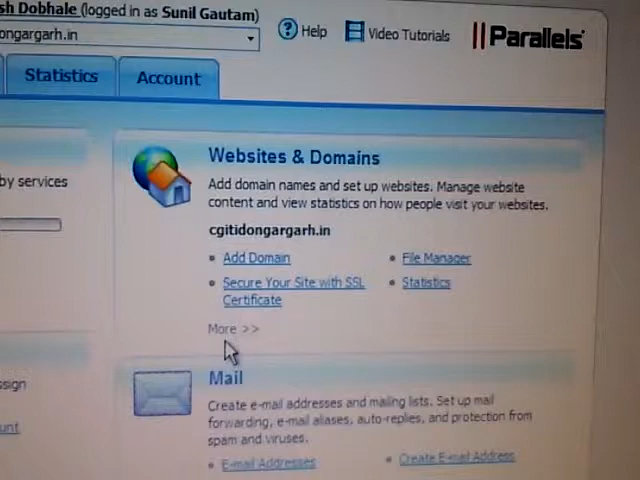 sh Dobhale (logged in as Sunil Gautam)
ongargarh.in
Help
Video Tutorials
Parallels®
Statistics
Account
by services
Websites & Domains
Add domain names and set up websites. Manage website
content and view statistics on how people visit your websites.
cgitidongargarh.in
Add Domain
File Manager
Secure Your Site with SSL
Certificate
Statistics
More >>
Mail
Create e-mail addresses and mailing lists. Set up mail
forwarding, e-mail aliases, auto-replies, and protection from
spam and viruses.
E-mail Addresses
Create E-mail Address
sign
unt